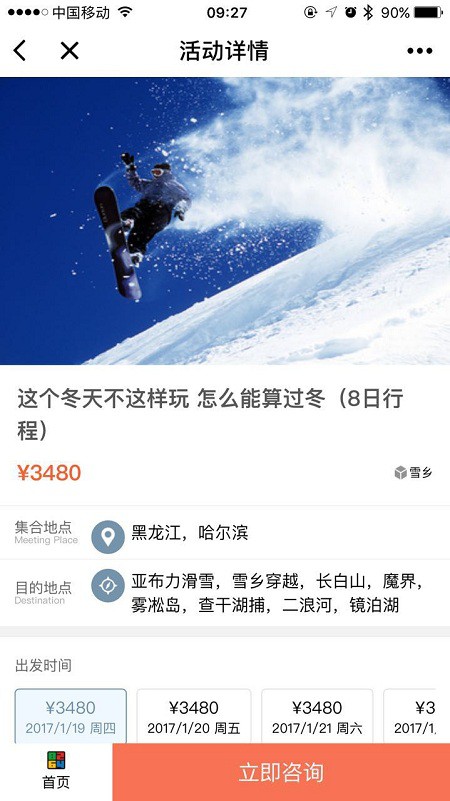 中国移动 09:27 90%
活动详情
这个冬天不这样玩 怎么能算过冬（8日行
程）
¥3480 雪乡
集合地点
Meeting Place
黑龙江，哈尔滨
目的地点
Destination
亚布力滑雪，雪乡穿越，长白山，魔界，
雾凇岛，查干湖捕，二浪河，镜泊湖
出发时间
¥3480 ¥3480 ¥3480 ¥3
2017/1/19 周四 2017/1/20 周五 2017/1/21 周六 2017/1/
首页
立即咨询